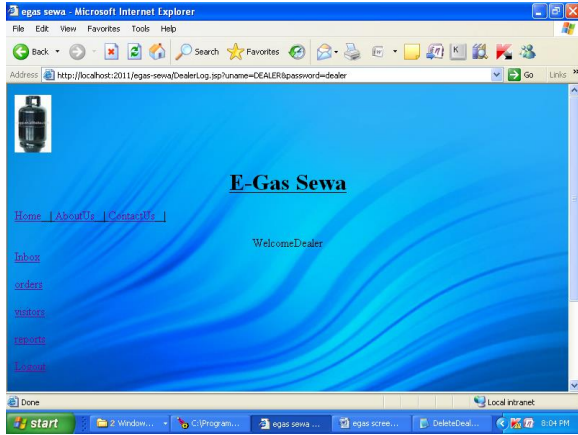 egas sewa - Microsoft Internet Explorer
File Edit View Favorites Tools Help
Back Search Favorites
Address http://localhost:2011/egas-sewa/DealerLog.jsp?uname=DEALER&password=dealer Go Links »
E-Gas Sewa
Home | AboutUs | ContactUs |
WelcomeDealer
Inbox
orders
visitors
reports
Logout
Done Local intranet
start 2 Window... C:\Program... egas sewa ... egas scree... DeleteDeal... 8:04 PM